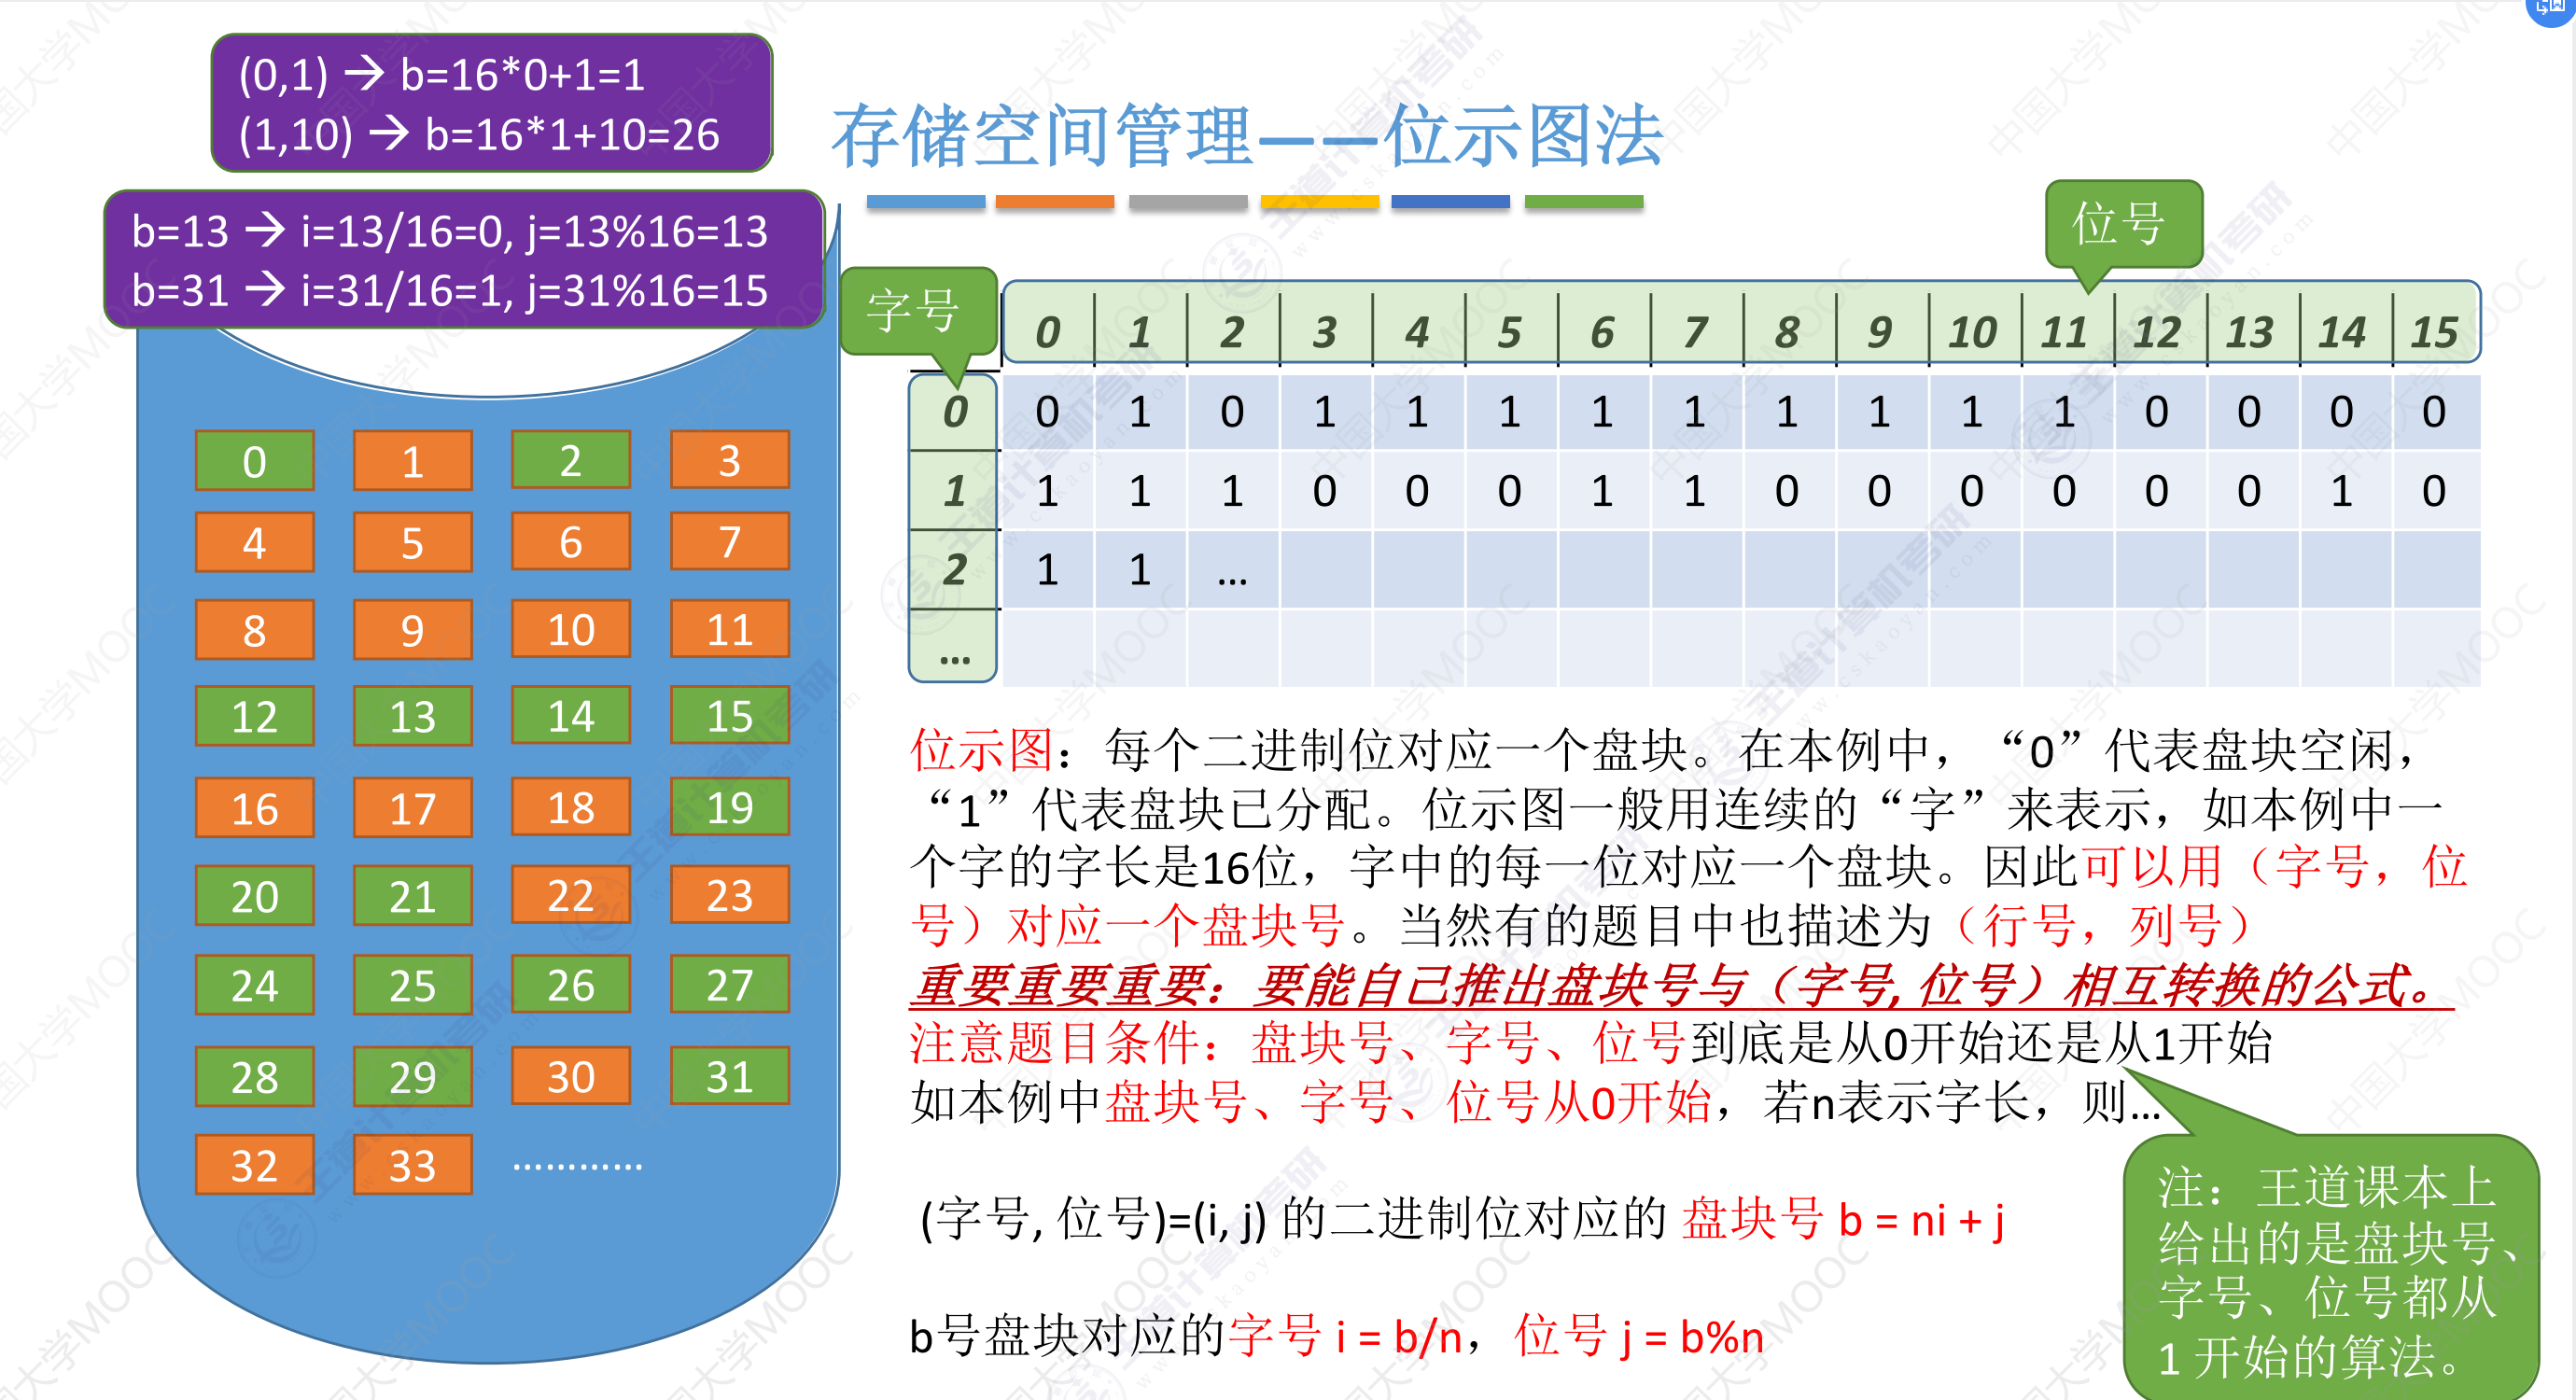 (0,1) → b=16*0+1=1
(1,10) → b=16*1+10=26
存储空间管理——位示图法
b=13 → i=13/16=0, j=13%16=13
b=31 → i=31/16=1, j=31%16=15
位号
字号
0 1 2 3 4 5 6 7 8 9 10 11 12 13 14 15
0 0 1 0 1 1 1 1 1 1 1 1 1 0 0 0 0
1 1 1 1 0 0 0 1 1 0 0 0 0 0 0 1 0
2 1 1 ...
...
0 1 2 3
4 5 6 7
8 9 10 11
12 13 14 15
16 17 18 19
20 21 22 23
24 25 26 27
28 29 30 31
32 33 …………
位示图：每个二进制位对应一个盘块。在本例中，“0”代表盘块空闲，
“1”代表盘块已分配。位示图一般用连续的“字”来表示，如本例中一
个字的字长是16位，字中的每一位对应一个盘块。因此可以用（字号，位
号）对应一个盘块号。当然有的题目中也描述为（行号，列号）
重要重要重要：要能自己推出盘块号与（字号,位号）相互转换的公式。
注意题目条件：盘块号、字号、位号到底是从0开始还是从1开始
如本例中盘块号、字号、位号从0开始，若n表示字长，则...
(字号, 位号)=(i, j) 的二进制位对应的 盘块号 b = ni + j
b号盘块对应的字号 i = b/n，位号 j = b%n
注：王道课本上
给出的是盘块号、
字号、位号都从
1 开始的算法。
中国大学MOOC
王道计算机考研
www.cskaoyan.com